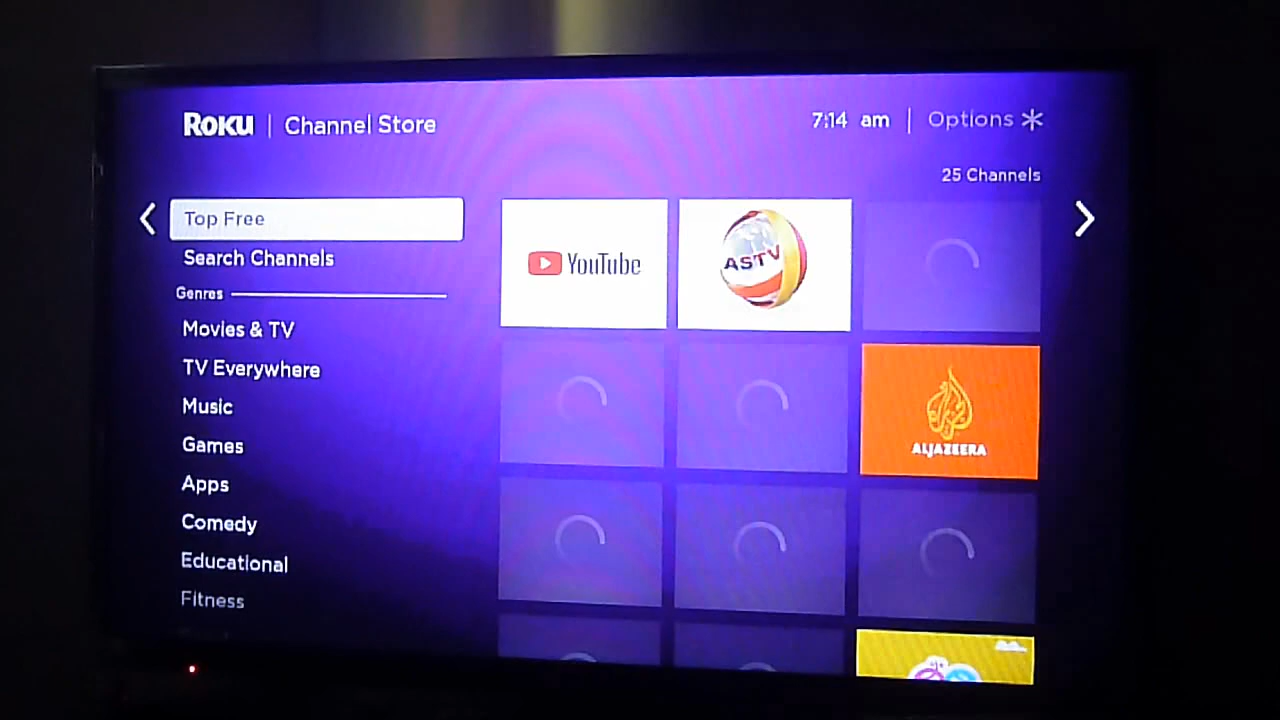 ROKU | Channel Store
7:14 am | Options
25 Channels
Top Free
Search Channels
Genres
Movies & TV
TV Everywhere
Music
Games
Apps
Comedy
Educational
Fitness
YouTube
ASTV
ALJAZEERA